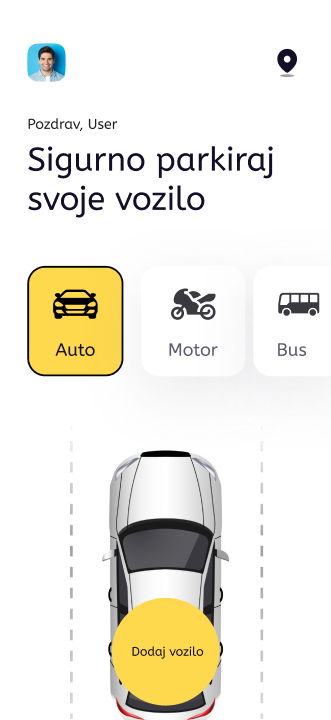 Pozdrav, User
Sigurno parkiraj
svoje vozilo
Auto
Motor
Bus
Dodaj vozilo